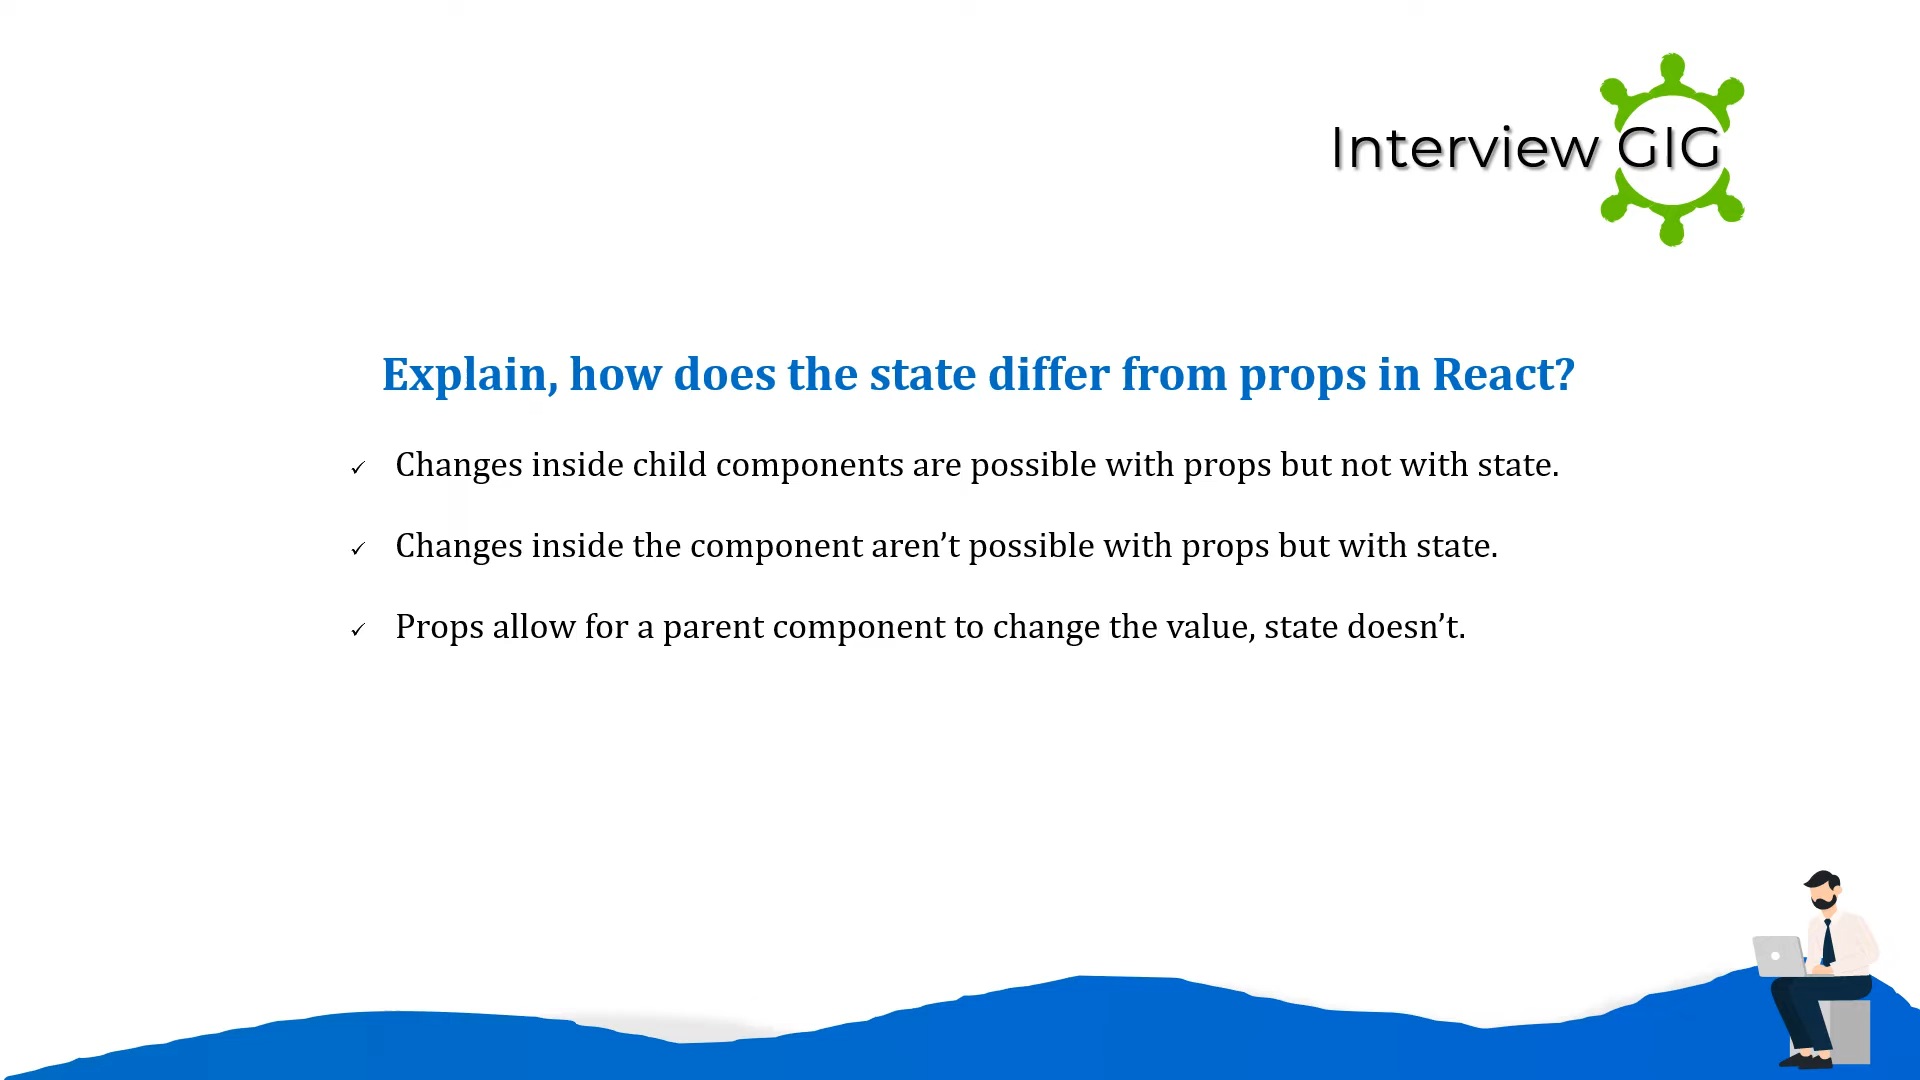 Interview GIG
Explain, how does the state differ from props in React?
✓ Changes inside child components are possible with props but not with state.
✓ Changes inside the component aren’t possible with props but with state.
✓ Props allow for a parent component to change the value, state doesn’t.